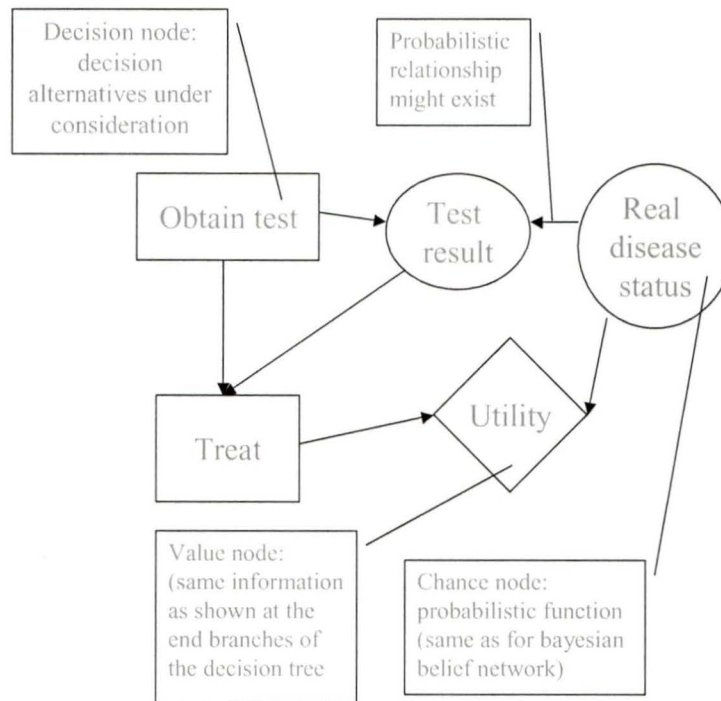 Decision node:
decision
alternatives under
consideration
Probabilistic
relationship
might exist
Obtain test
Test
result
Real
disease
status
Treat
Utility
Value node:
(same information
as shown at the
end branches of
the decision tree
Chance node:
probabilistic function
(same as for bayesian
belief network)